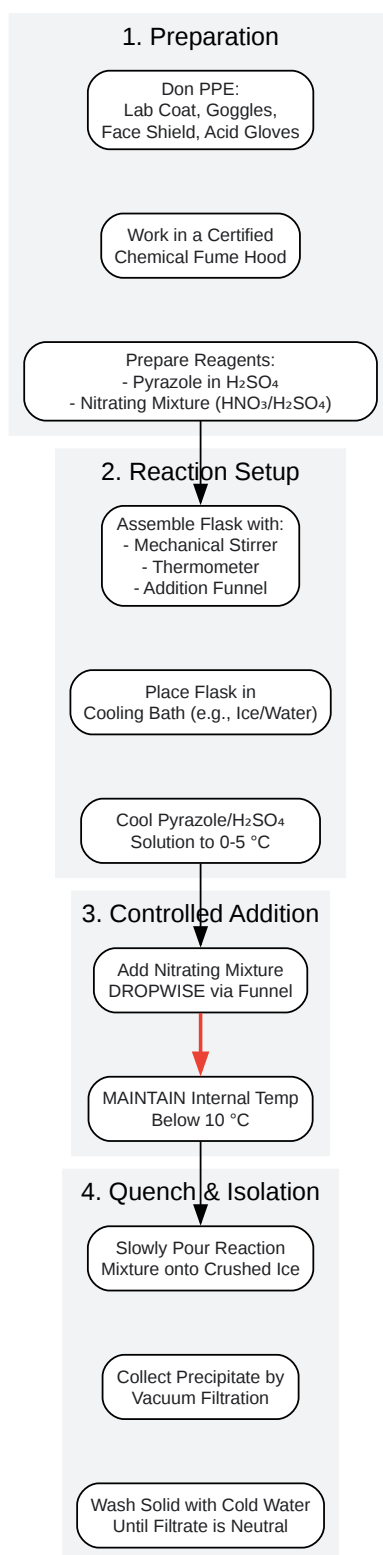 1. Preparation
Don PPE:
Lab Coat, Goggles,
Face Shield, Acid Gloves
Work in a Certified
Chemical Fume Hood
Prepare Reagents:
- Pyrazole in H₂SO₄
- Nitrating Mixture (HNO₃/H₂SO₄)
2. Reaction Setup
Assemble Flask with:
- Mechanical Stirrer
- Thermometer
- Addition Funnel
Place Flask in
Cooling Bath (e.g., Ice/Water)
Cool Pyrazole/H₂SO₄
Solution to 0-5 °C
3. Controlled Addition
Add Nitrating Mixture
DROPWISE via Funnel
MAINTAIN Internal Temp
Below 10 °C
4. Quench & Isolation
Slowly Pour Reaction
Mixture onto Crushed Ice
Collect Precipitate by
Vacuum Filtration
Wash Solid with Cold Water
Until Filtrate is Neutral